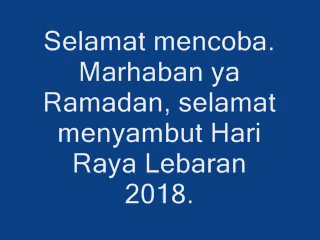 Selamat mencoba.
Marhaban ya
Ramadan, selamat
menyambut Hari
Raya Lebaran
2018.